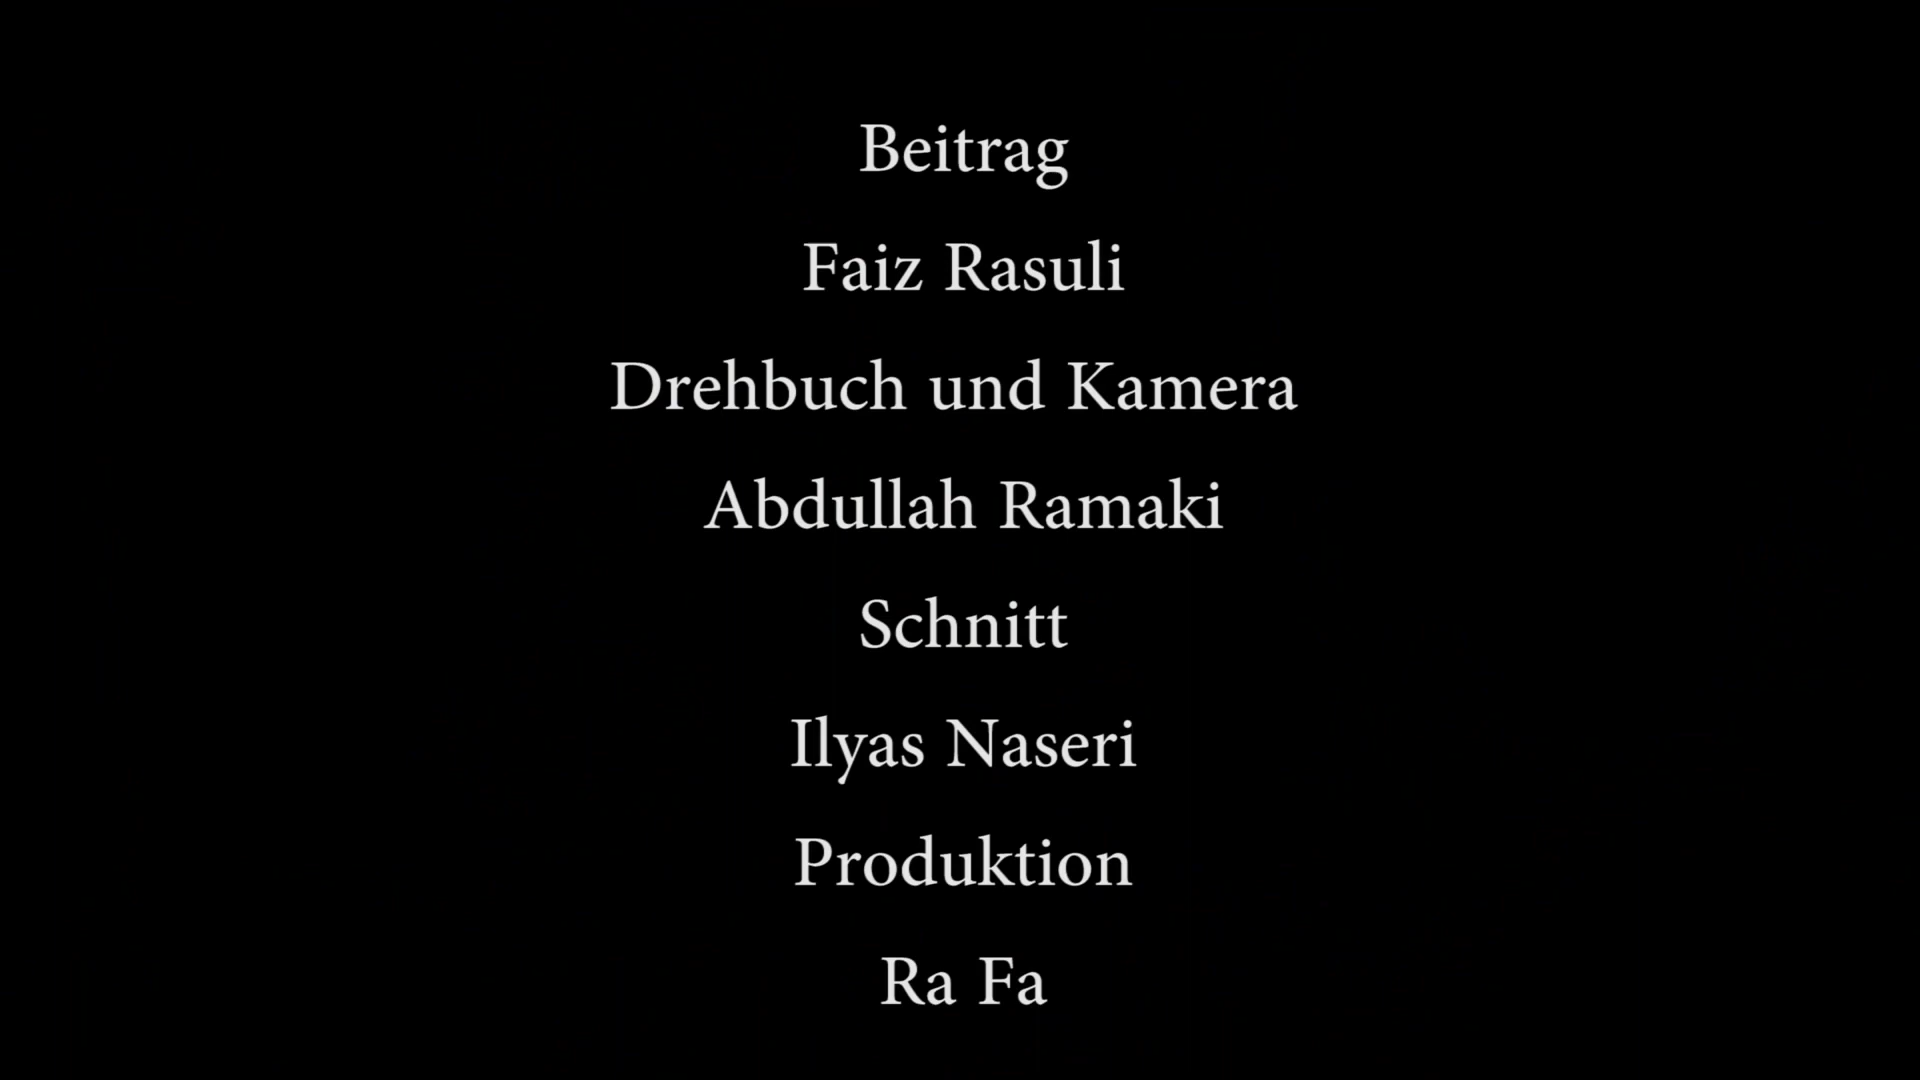 Beitrag
Faiz Rasuli
Drehbuch und Kamera
Abdullah Ramaki
Schnitt
Ilyas Naseri
Produktion
Ra Fa